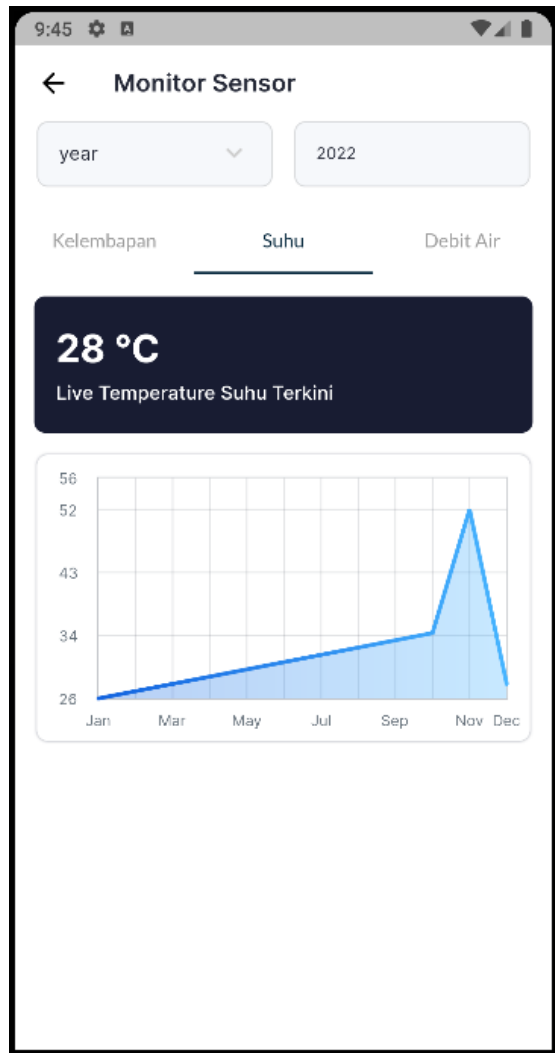 9:45
Monitor Sensor
year 2022
Kelembapan Suhu Debit Air
28 °C
Live Temperature Suhu Terkini
56
52
43
34
26
Jan Mar May Jul Sep Nov Dec